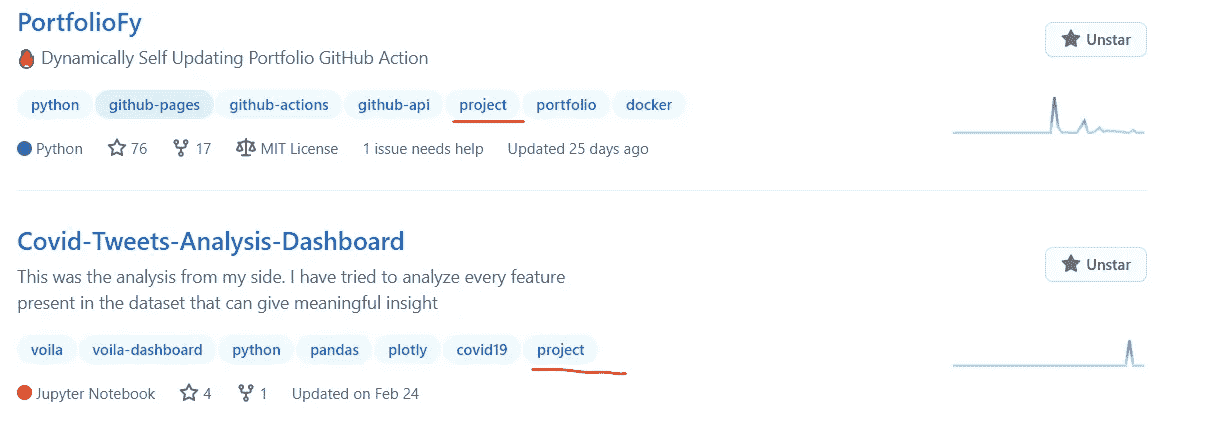 PortfolioFy
Unstar
Dynamically Self Updating Portfolio GitHub Action
python github-pages github-actions github-api project portfolio docker
Python 76 17 MIT License 1 issue needs help Updated 25 days ago
Covid-Tweets-Analysis-Dashboard
Unstar
This was the analysis from my side. I have tried to analyze every feature
present in the dataset that can give meaningful insight
voila voila-dashboard python pandas plotly covid19 project
Jupyter Notebook 4 1 Updated on Feb 24